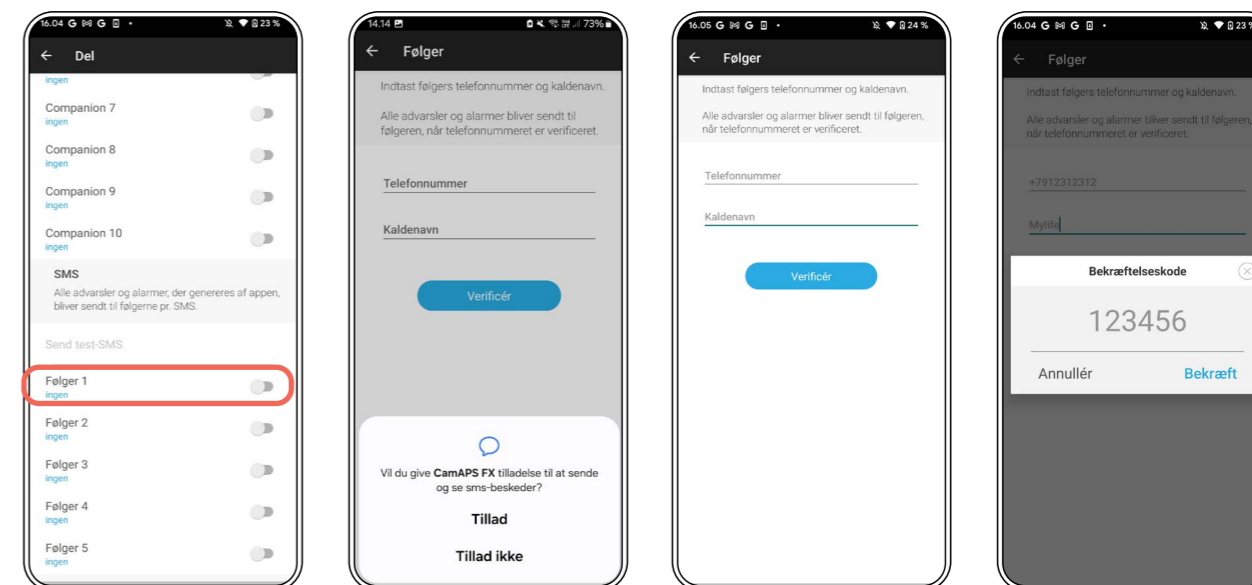 16.04 G M G
23 %
Del
ingen
Companion 7
ingen
Companion 8
ingen
Companion 9
ingen
Companion 10
ingen
SMS
Alle advarsler og alarmer, der genereres af appen,
bliver sendt til følgerne pr. SMS.
Send test-SMS
Følger 1
ingen
Følger 2
ingen
Følger 3
ingen
Følger 4
ingen
Følger 5
ingen
14.14
73%
Følger
Indtast følgers telefonnummer og kaldenavn.
Alle advarsler og alarmer bliver sendt til
følgeren, når telefonnummeret er verificeret.
Telefonnummer
Kaldenavn
Verificér
Vil du give CamAPS FX tilladelse til at sende
og se sms-beskeder?
Tillad
Tillad ikke
16.05 G M G
24 %
Følger
Indtast følgers telefonnummer og kaldenavn.
Alle advarsler og alarmer bliver sendt til følgeren,
når telefonnummeret er verificeret.
Telefonnummer
Kaldenavn
Verificér
16.04 G M G
23 %
Følger
Indtast følgers telefonnummer og kaldenavn.
Alle advarsler og alarmer bliver sendt til følgeren,
når telefonnummeret er verificeret.
+7912312312
Mylife
Bekræftelseskode
123456
Annullér
Bekræft